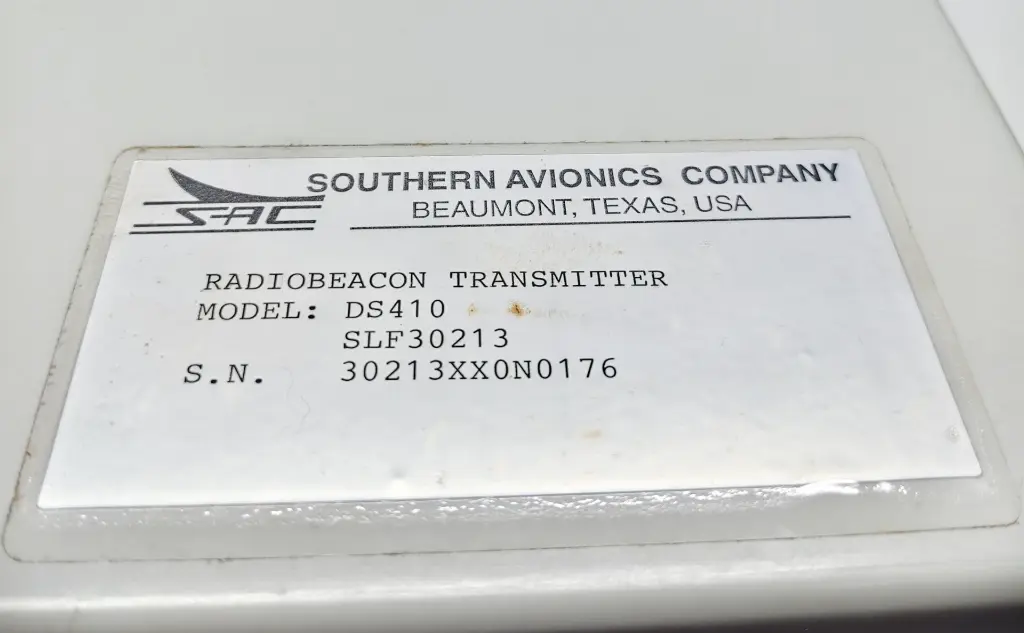 SOUTHERN AVIONICS COMPANY
SAC
BEAUMONT, TEXAS, USA
RADIOBEACON TRANSMITTER
MODEL: DS410
SLF30213
S.N. 30213XX0N0176